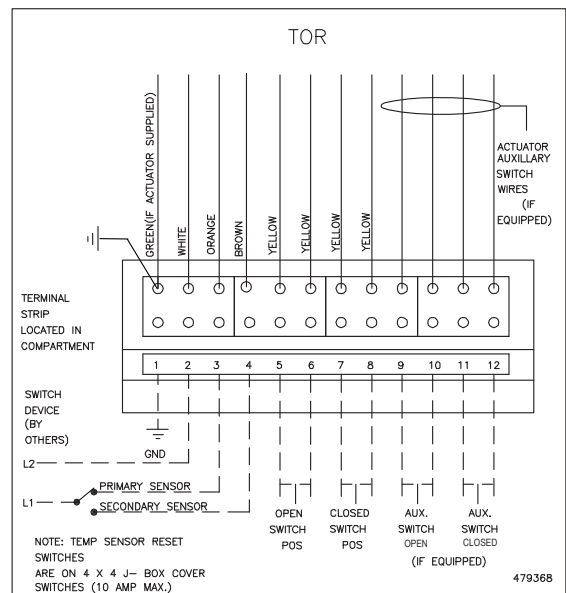 TOR
GREEN(IF ACTUATOR SUPPLIED)
WHITE
ORANGE
BROWN
YELLOW
YELLOW
YELLOW
YELLOW
ACTUATOR
AUXILLARY
SWITCH
WIRES
(IF
EQUIPPED)
TERMINAL
STRIP
LOCATED IN
COMPARTMENT
1 2 3 4 5 6 7 8 9 10 11 12
SWITCH
DEVICE
(BY
OTHERS)
GND
L2
L1
PRIMARY SENSOR
SECONDARY SENSOR
OPEN
SWITCH
POS
CLOSED
SWITCH
POS
AUX.
SWITCH
OPEN
AUX.
SWITCH
CLOSED
(IF EQUIPPED)
NOTE: TEMP SENSOR RESET
SWITCHES
ARE ON 4 X 4 J- BOX COVER
SWITCHES (10 AMP MAX.)
479368